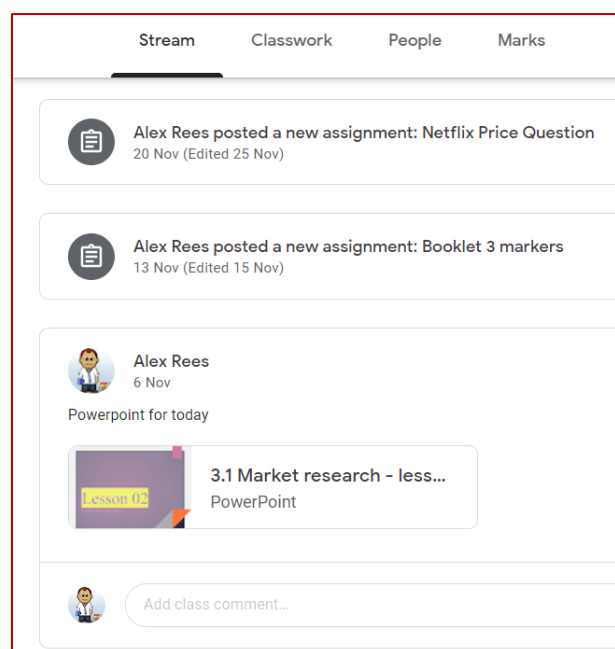 Stream Classwork People Marks
Alex Rees posted a new assignment: Netflix Price Question
20 Nov (Edited 25 Nov)
Alex Rees posted a new assignment: Booklet 3 markers
13 Nov (Edited 15 Nov)
Alex Rees
6 Nov
Powerpoint for today
Lesson 02
3.1 Market research - less...
PowerPoint
Add class comment...